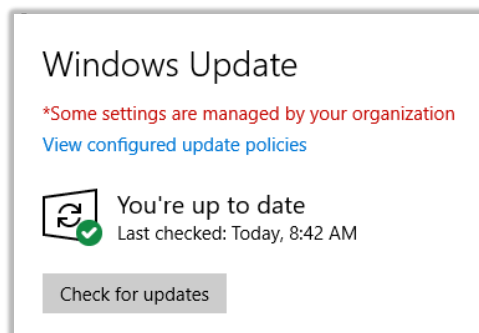 Windows Update
*Some settings are managed by your organization
View configured update policies
You're up to date
Last checked: Today, 8:42 AM
Check for updates